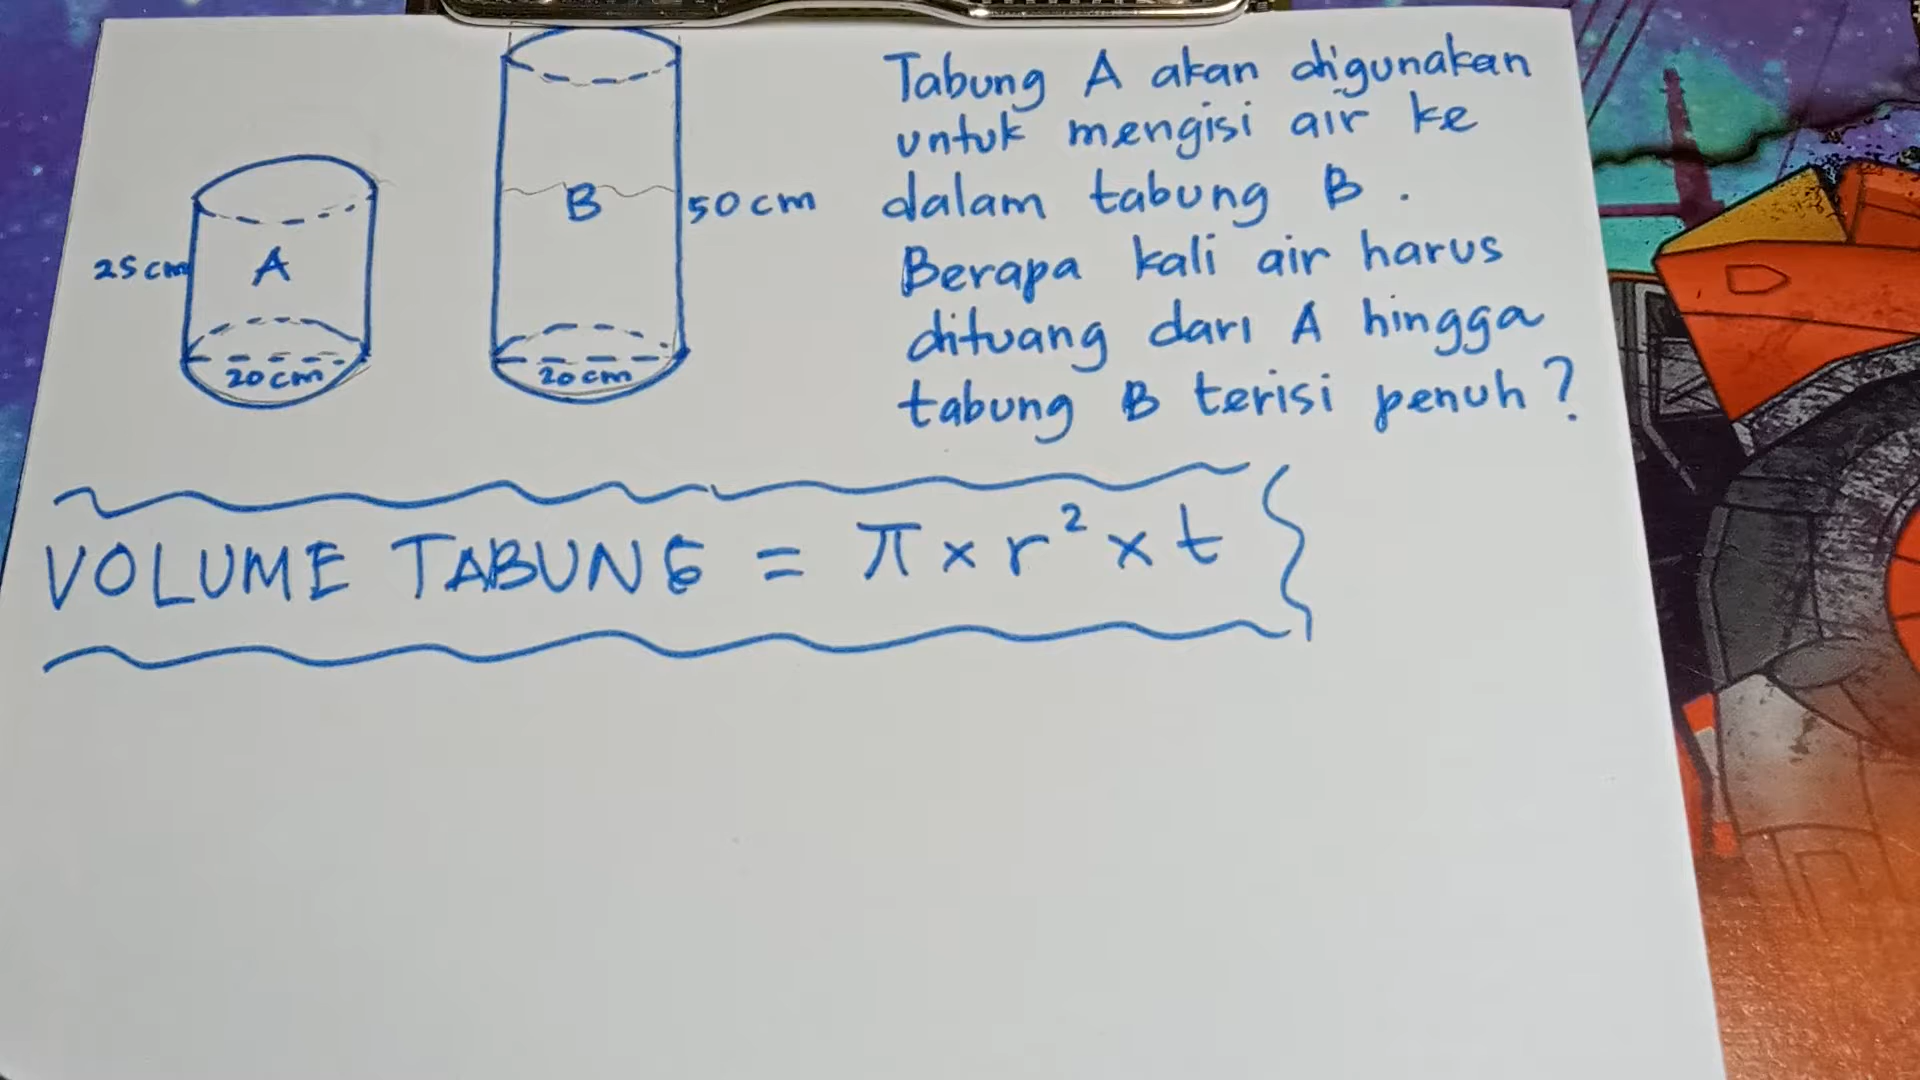 25 cm
A
20 cm
B
50 cm
20 cm
Tabung A akan digunakan
untuk mengisi air ke
dalam tabung B.
Berapa kali air harus
dituang dari A hingga
tabung B terisi penuh?
VOLUME TABUNG = π × r² × t